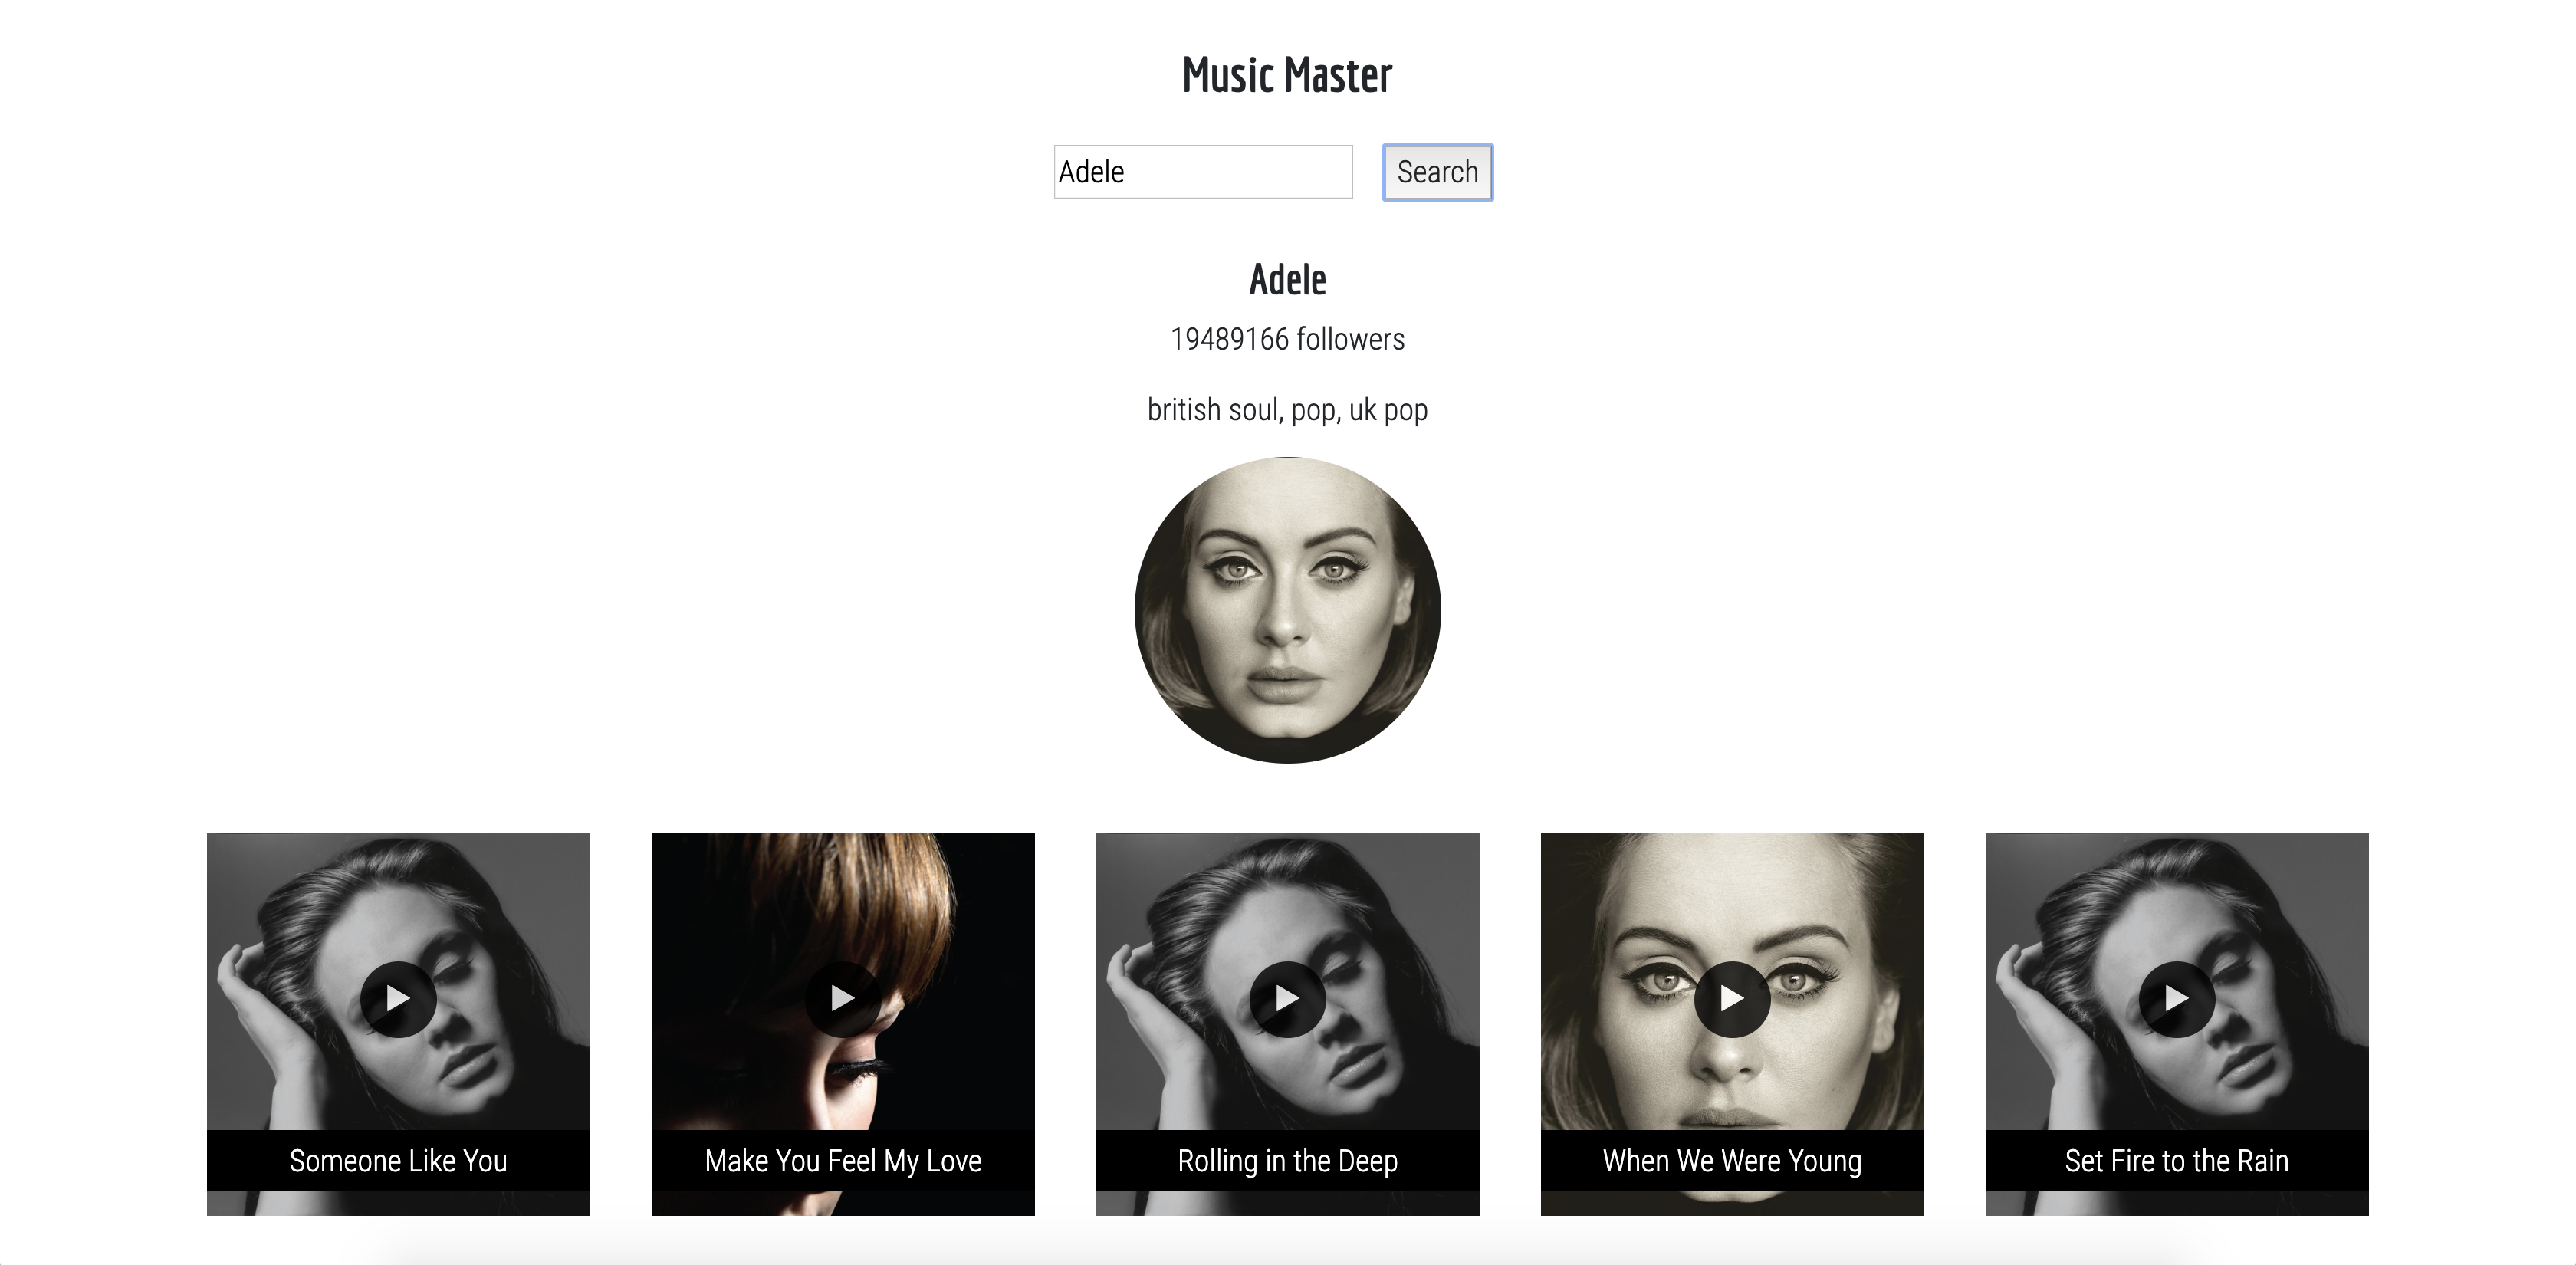 Music Master
Adele
Search
Adele
19489166 followers
british soul, pop, uk pop
Someone Like You
Make You Feel My Love
Rolling in the Deep
When We Were Young
Set Fire to the Rain